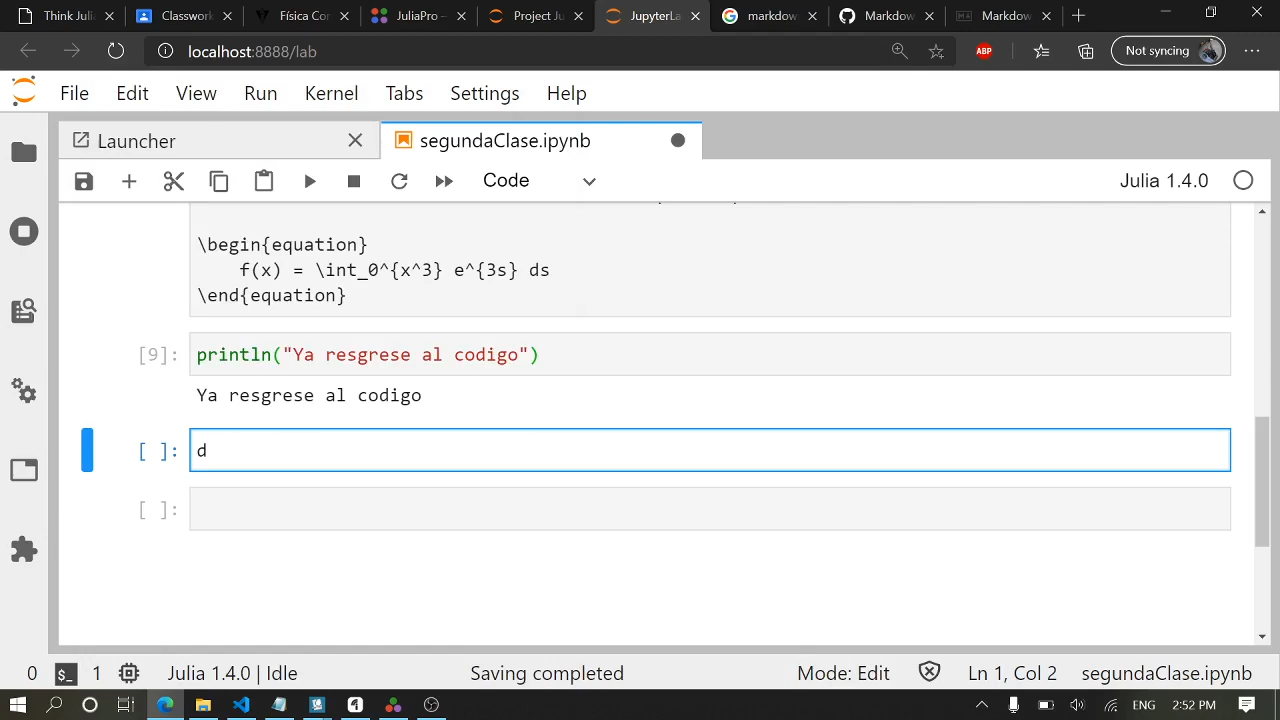 Think Julia
Classwork
Física Co
JuliaPro -
Project Ju
JupyterLa
markdow
Markdow
Markdow
localhost:8888/lab
ABP
Not syncing
File Edit View Run Kernel Tabs Settings Help
Launcher
segundaClase.ipynb
Code
Julia 1.4.0
\begin{equation}
f(x) = \int_0^{x^3} e^{3s} ds
\end{equation}
[9]: println("Ya resgrese al codigo")
Ya resgrese al codigo
[ ]: d
[ ]:
0 $_ 1 Julia 1.4.0 | Idle Saving completed Mode: Edit Ln 1, Col 2 segundaClase.ipynb
ENG 2:52 PM